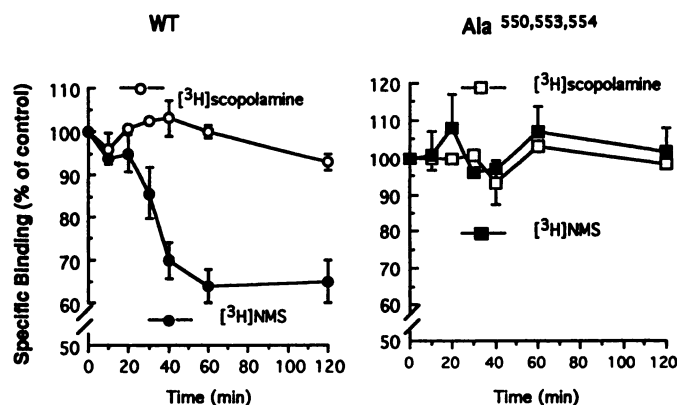 WT
Ala 550,553,554
Specific Binding (% of control)
110
100
90
80
70
60
50
[³H]scopolamine
[³H]NMS
0 20 40 60 80 100 120
Time (min)
120
110
100
90
80
70
60
50
[³H]scopolamine
[³H]NMS
0 20 40 60 80 100 120
Time (min)